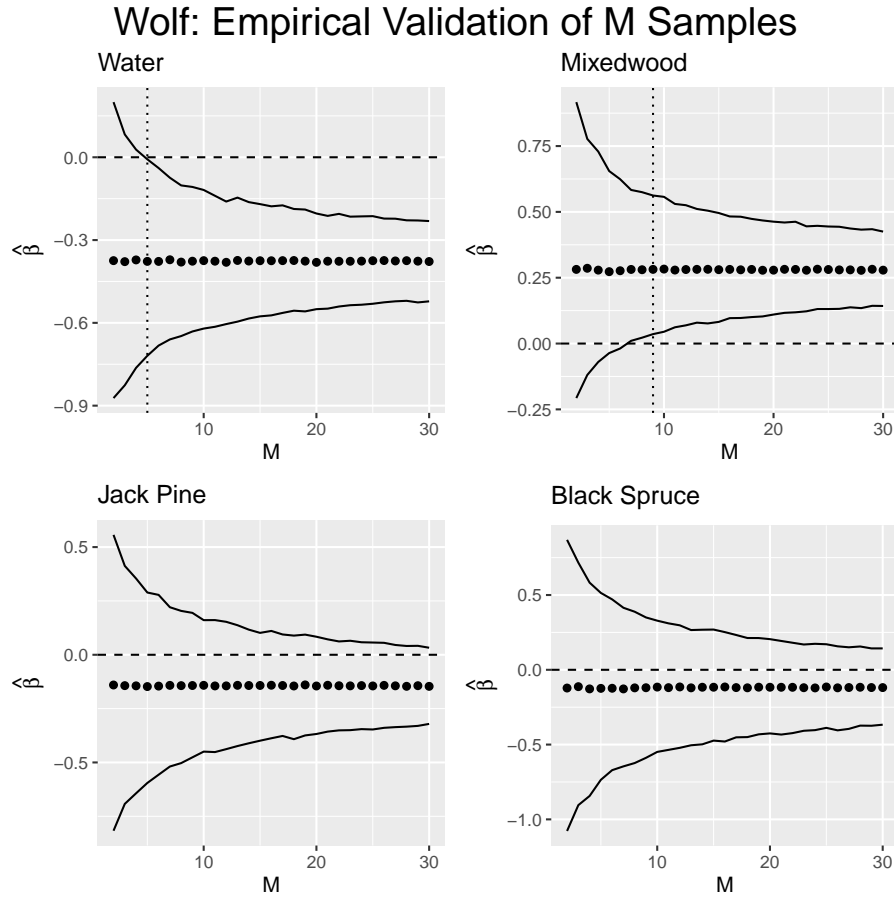 Wolf: Empirical Validation of M Samples
Water
0.0
−0.3
−0.6
−0.9
β̂
10
20
30
M
Mixedwood
0.75
0.50
0.25
0.00
−0.25
β̂
10
20
30
M
Jack Pine
0.5
0.0
−0.5
β̂
10
20
30
M
Black Spruce
0.5
0.0
−0.5
−1.0
β̂
10
20
30
M